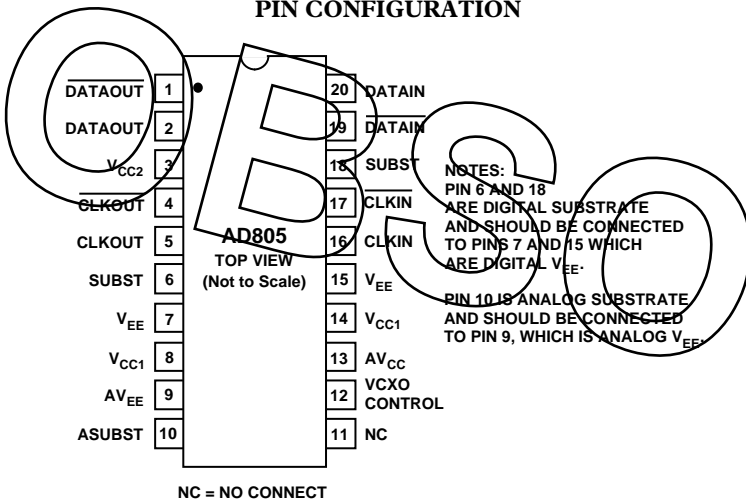 PIN CONFIGURATION
DATAOUT 1
DATAOUT 2
VCC2 3
CLKOUT 4
CLKOUT 5
SUBST 6
VEE 7
VCC1 8
AVEE 9
ASUBST 10
AD805
TOP VIEW
(Not to Scale)
20 DATAIN
19 DATAIN
18 SUBST
17 CLKIN
16 CLKIN
15 VEE
14 VCC1
13 AVCC
12 VCXO
CONTROL
11 NC
NOTES:
PIN 6 AND 18
ARE DIGITAL SUBSTRATE
AND SHOULD BE CONNECTED
TO PINS 7 AND 15 WHICH
ARE DIGITAL VEE.
PIN 10 IS ANALOG SUBSTRATE
AND SHOULD BE CONNECTED
TO PIN 9, WHICH IS ANALOG VEE.
NC = NO CONNECT
OBSO